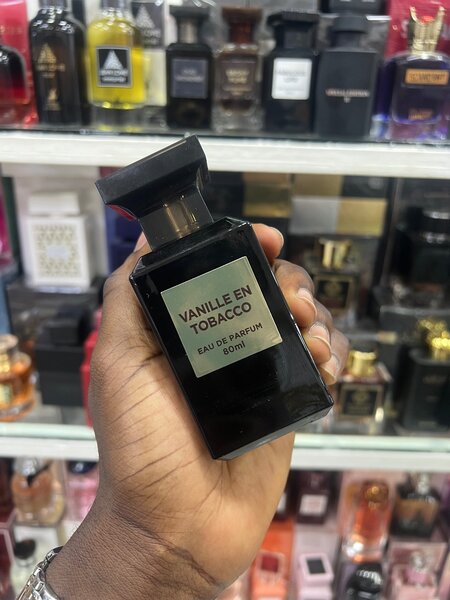 VANILLE EN
TOBACCO
EAU DE PARFUM
80ml